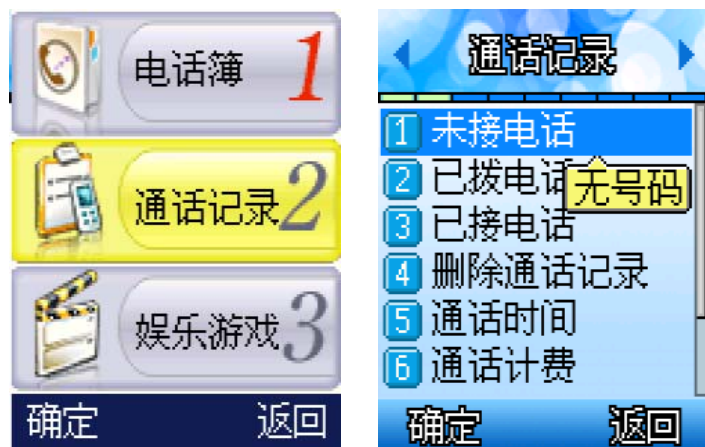 电话簿 1
通话记录 2
娱乐游戏 3
确定 返回
通话记录
1 未接电话
2 已拨电话
无号码
3 已接电话
4 删除通话记录
5 通话时间
6 通话计费
确定 返回